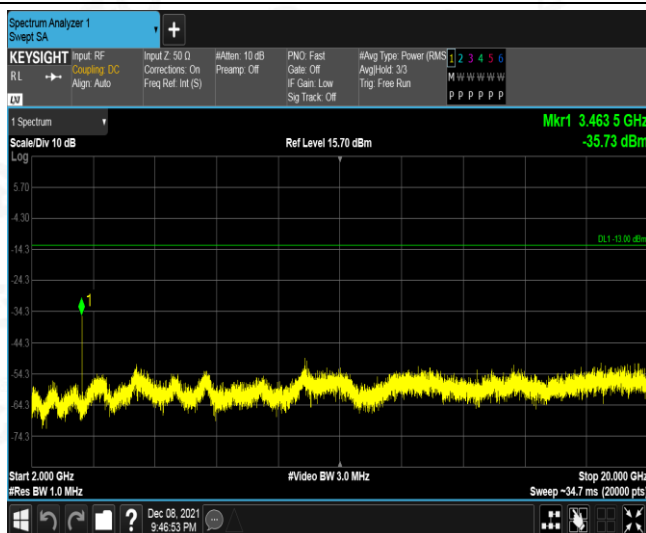 Spectrum Analyzer 1
Swept SA
+
KEYSIGHT Input: RF Input Z: 50 Ω #Atten: 10 dB PNO: Fast #Avg Type: Power (RMS 1 2 3 4 5 6
RL Coupling: DC Corrections: On Preamp: Off Gate: Off Avg|Hold: 3/3 M W W W W W
Align: Auto Freq Ref: Int (S) IF Gain: Low Trig: Free Run
LXI Sig Track: Off P P P P P P
1 Spectrum Mkr1 3.463 5 GHz
Scale/Div 10 dB Ref Level 15.70 dBm -35.73 dBm
Log
5.70
-4.30
DL1 -13.00 dBm
-14.3
-24.3
1
-34.3
-44.3
-54.3
-64.3
-74.3
Start 2.000 GHz #Video BW 3.0 MHz Stop 20.000 GHz
#Res BW 1.0 MHz Sweep ~34.7 ms (20000 pts)
? Dec 08, 2021
9:46:53 PM